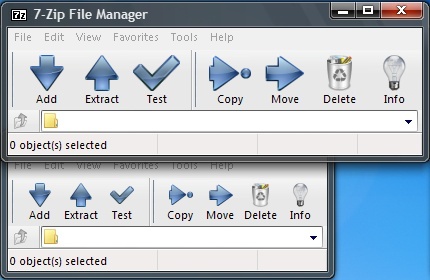 7-Zip File Manager
File Edit View Favorites Tools Help
Add Extract Test Copy Move Delete Info
0 object(s) selected
File Edit View Favorites Tools Help
Add Extract Test Copy Move Delete Info
0 object(s) selected